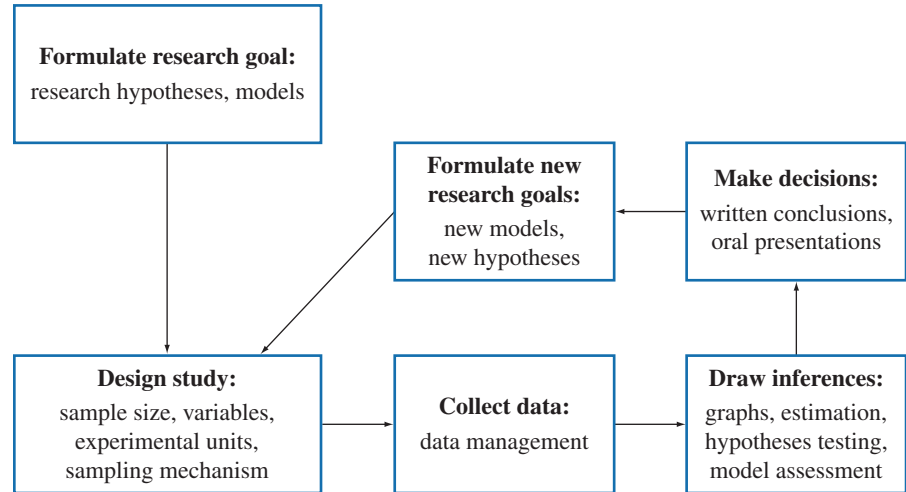 Formulate research goal:
research hypotheses, models
Formulate new
research goals:
new models,
new hypotheses
Make decisions:
written conclusions,
oral presentations
Design study:
sample size, variables,
experimental units,
sampling mechanism
Collect data:
data management
Draw inferences:
graphs, estimation,
hypotheses testing,
model assessment